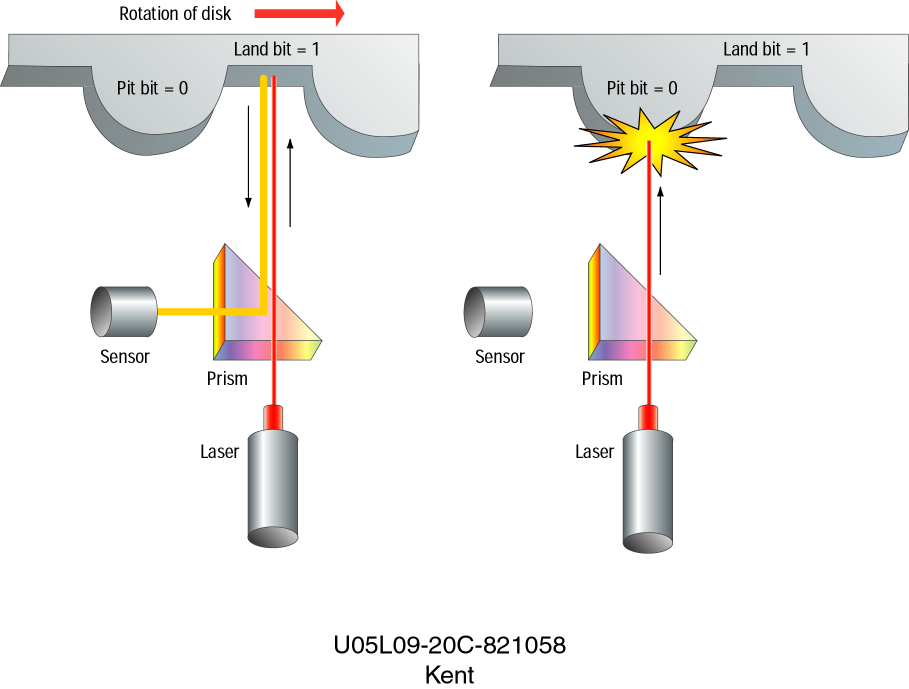 Rotation of disk
Land bit = 1
Pit bit = 0
Sensor
Prism
Laser
Land bit = 1
Pit bit = 0
Sensor
Prism
Laser
U05L09-20C-821058
Kent